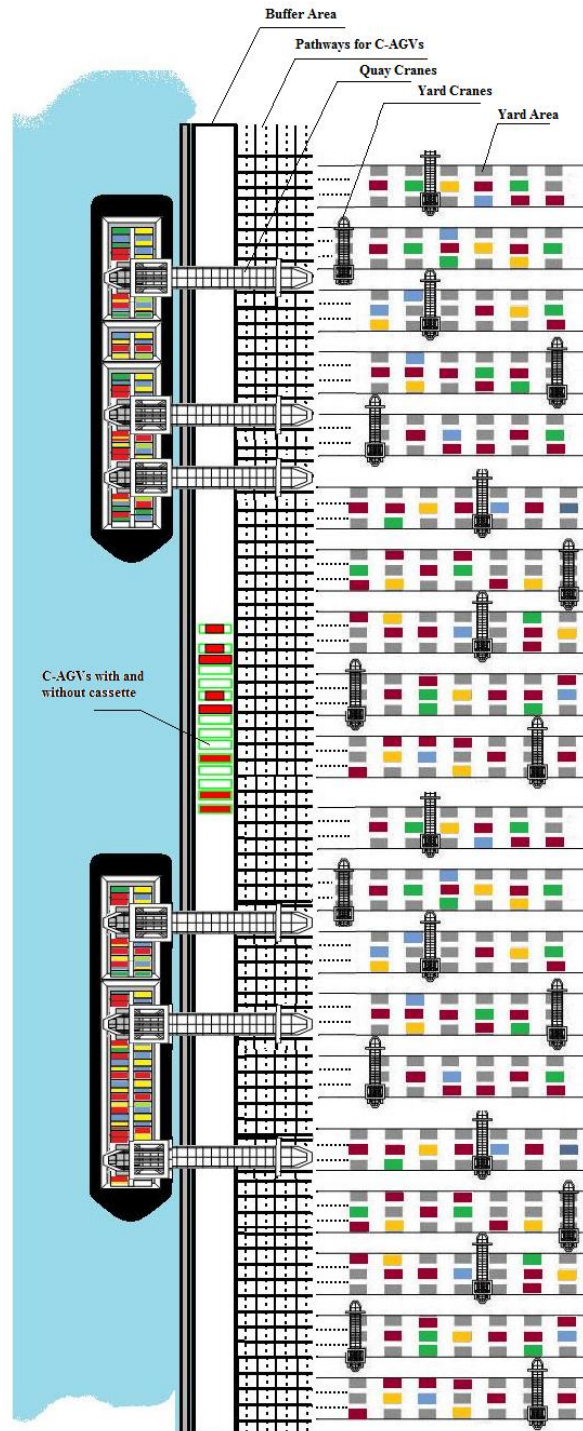 Buffer Area
Pathways for C-AGVs
Quay Cranes
Yard Cranes
Yard Area
C-AGVs with and
without cassette